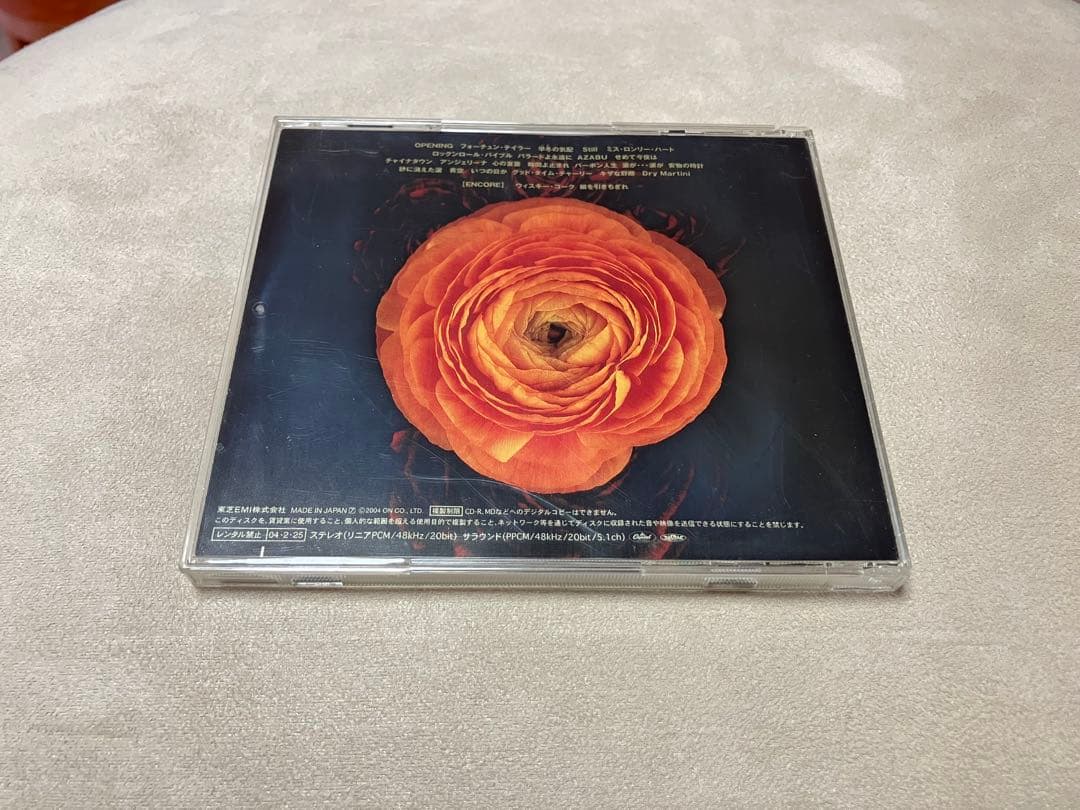 OPENING フォーチュン・テイラー 早冬の気配 Still ミス・ロンリー・ハート
ロックンロール・バイブル バラードよ永遠に AZABU せめて今夜は
チャイナタウン アンジェリーナ 心の言葉 時間よ止まれ バーボン人生 涙が・・・涙が 安物の時計
砂に消えた涙 青空 いつの日か グッド・タイム・チャーリー キザな野郎 Dry Martini
[ENCORE] ウィスキー・コーク 鎖を引きちぎれ
東芝EMI株式会社 MADE IN JAPAN ⓒ2004 ON CO., LTD. 複製制限 CD-R, MDなどへのデジタルコピーはできません。
このディスクを、賃貸業に使用すること、個人的な範囲を超える使用目的で複製すること、ネットワーク等を通じてディスクに収録された音や映像を送信できる状態にすることを禁じます。
レンタル禁止 04・2・25 ステレオ(リニアPCM/48kHz/20bit) サラウンド(PPCM/48kHz/20bit/5.1ch) Capitol